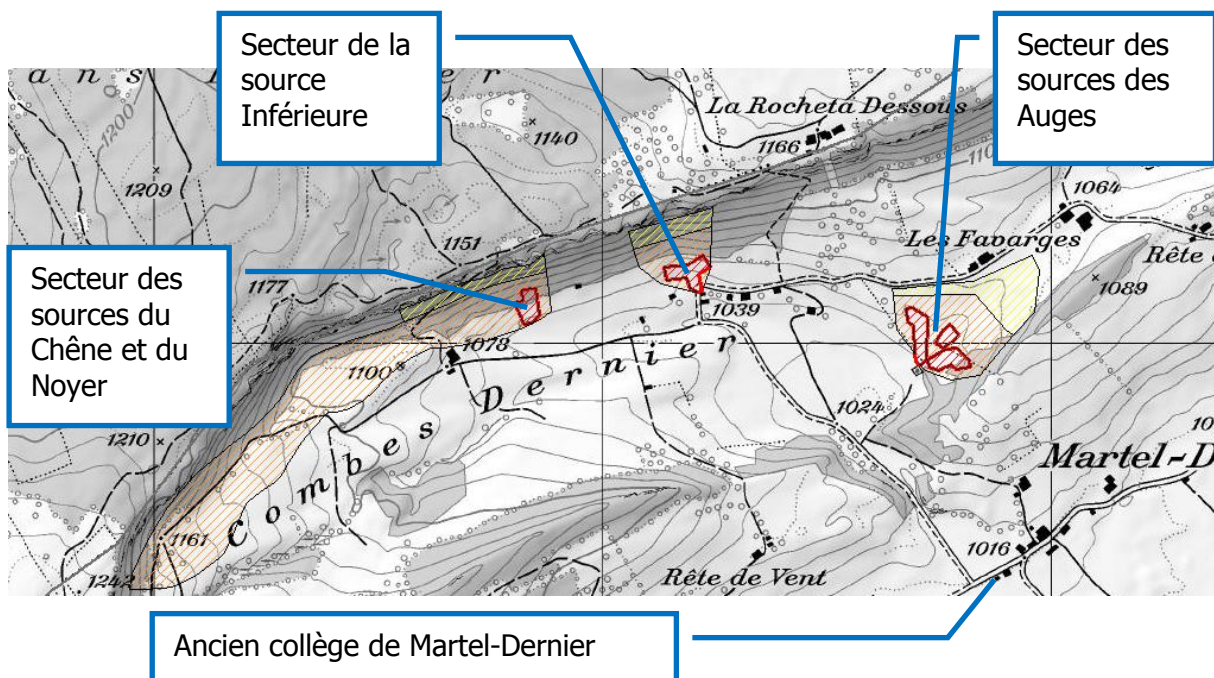 Secteur de la
source
Inférieure
Secteur des
sources des
Auges
La Rocheta Dessous
1200
1140
1166
1209
1064
1151
Les Favarges
Rête
Secteur des
sources du
Chêne et du
Noyer
1177
1089
1039
1078
1100
Combes Dernier
1024
1210
Martel-D
1161
1016
1242
Rête de Vent
Ancien collège de Martel-Dernier